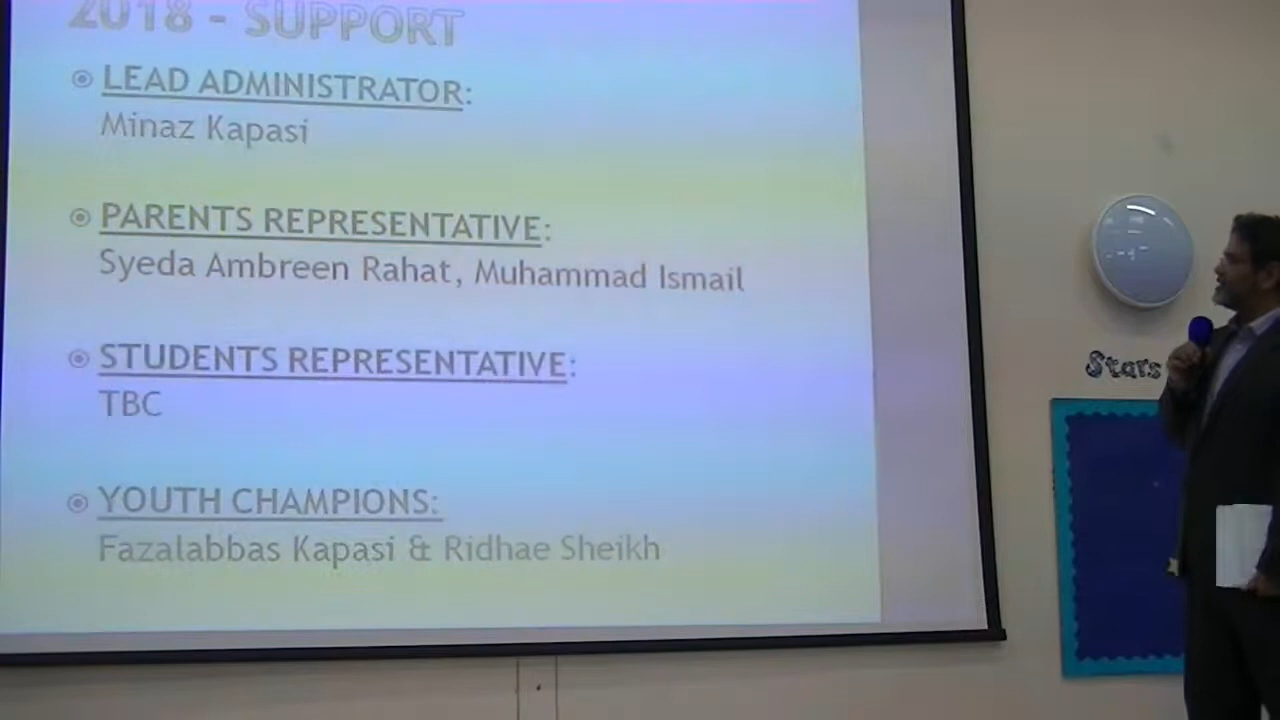 2018 - SUPPORT
LEAD ADMINISTRATOR:
Minaz Kapasi
PARENTS REPRESENTATIVE:
Syeda Ambreen Rahat, Muhammad Ismail
STUDENTS REPRESENTATIVE:
TBC
YOUTH CHAMPIONS:
Fazalabbas Kapasi & Ridhae Sheikh
Stars